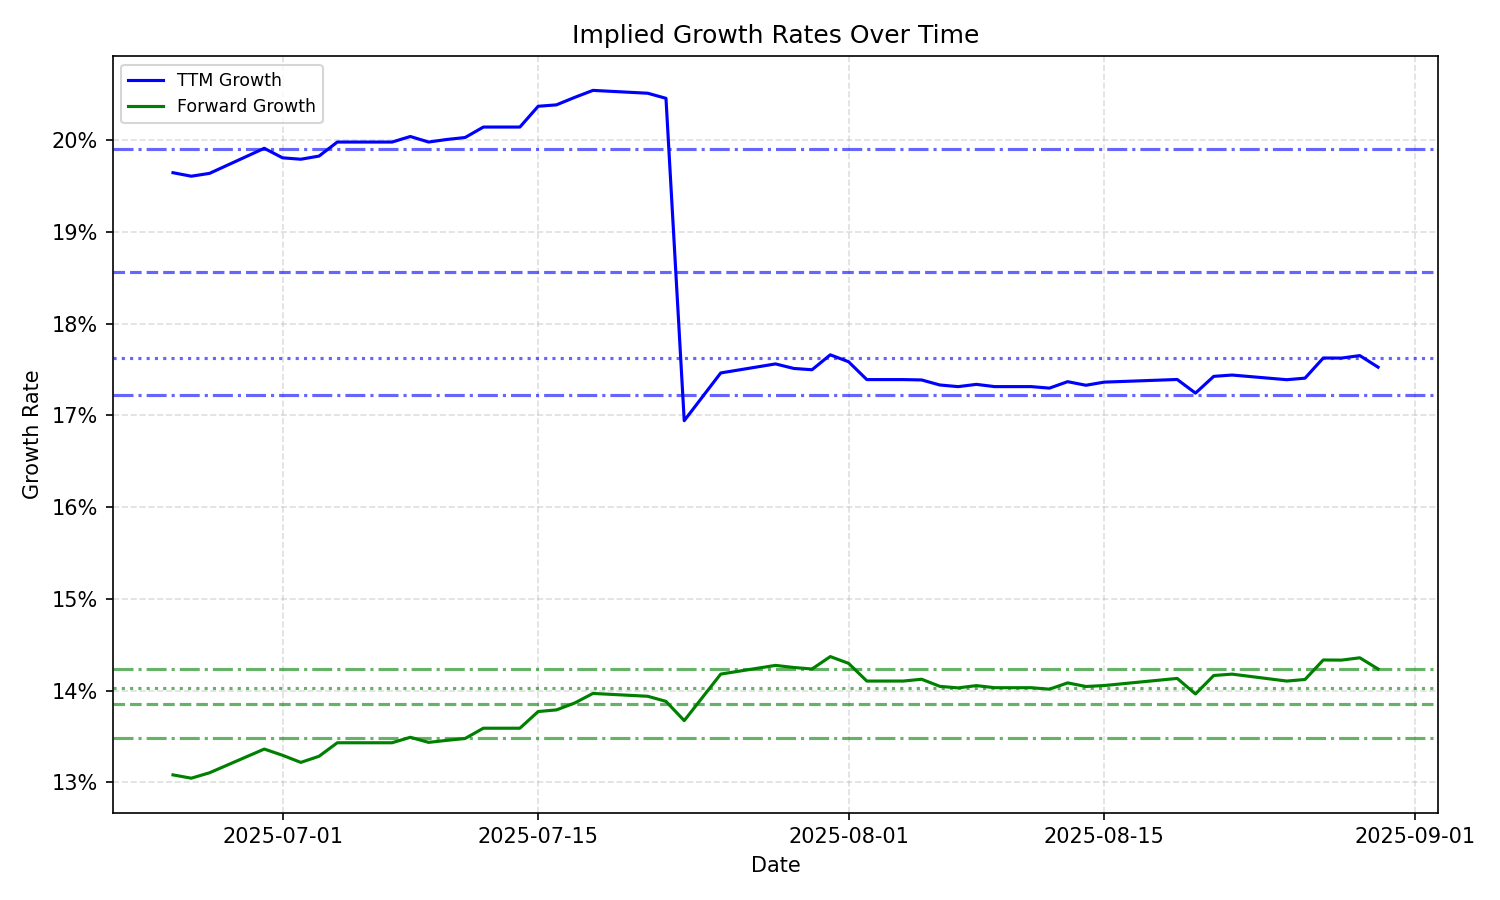 Implied Growth Rates Over Time
TTM Growth
Forward Growth
20%
19%
18%
17%
16%
15%
14%
13%
Growth Rate
2025-07-01
2025-07-15
2025-08-01
2025-08-15
2025-09-01
Date